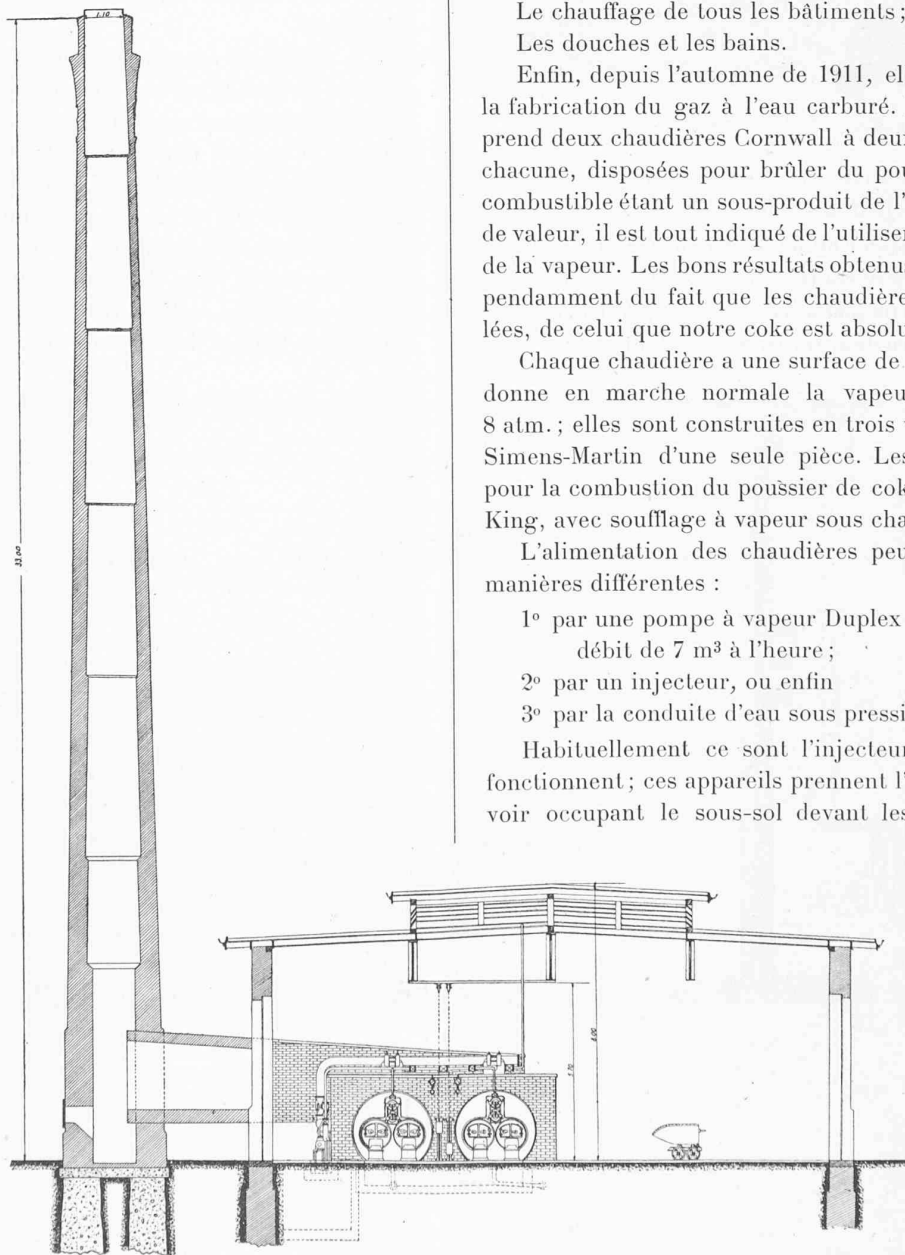 1.10
Le chauffage de tous les bâtiments ;
Les douches et les bains.
Enfin, depuis l'automne de 1911, el
la fabrication du gaz à l'eau carburé.
prend deux chaudières Cornwall à deu
chacune, disposées pour brûler du pou
combustible étant un sous-produit de l'
de valeur, il est tout indiqué de l'utiliser
de la vapeur. Les bons résultats obtenu
pendamment du fait que les chaudière
lées, de celui que notre coke est absolu
Chaque chaudière a une surface de
donne en marche normale la vapeu
8 atm. ; elles sont construites en trois
Simens-Martin d'une seule pièce. Les
pour la combustion du poussier de cok
King, avec soufflage à vapeur sous cha
L'alimentation des chaudières peu
manières différentes :
1º par une pompe à vapeur Duplex
débit de 7 m³ à l'heure ;
2º par un injecteur, ou enfin
3º par la conduite d'eau sous pressi
Habituellement ce sont l'injecteur
fonctionnent ; ces appareils prennent l'
voir occupant le sous-sol devant les
33.00